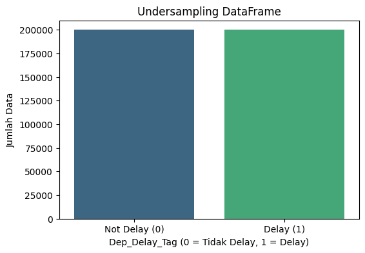 Undersampling DataFrame
Jumlah Data
200000
175000
150000
125000
100000
75000
50000
25000
0
Not Delay (0)
Delay (1)
Dep_Delay_Tag (0 = Tidak Delay, 1 = Delay)